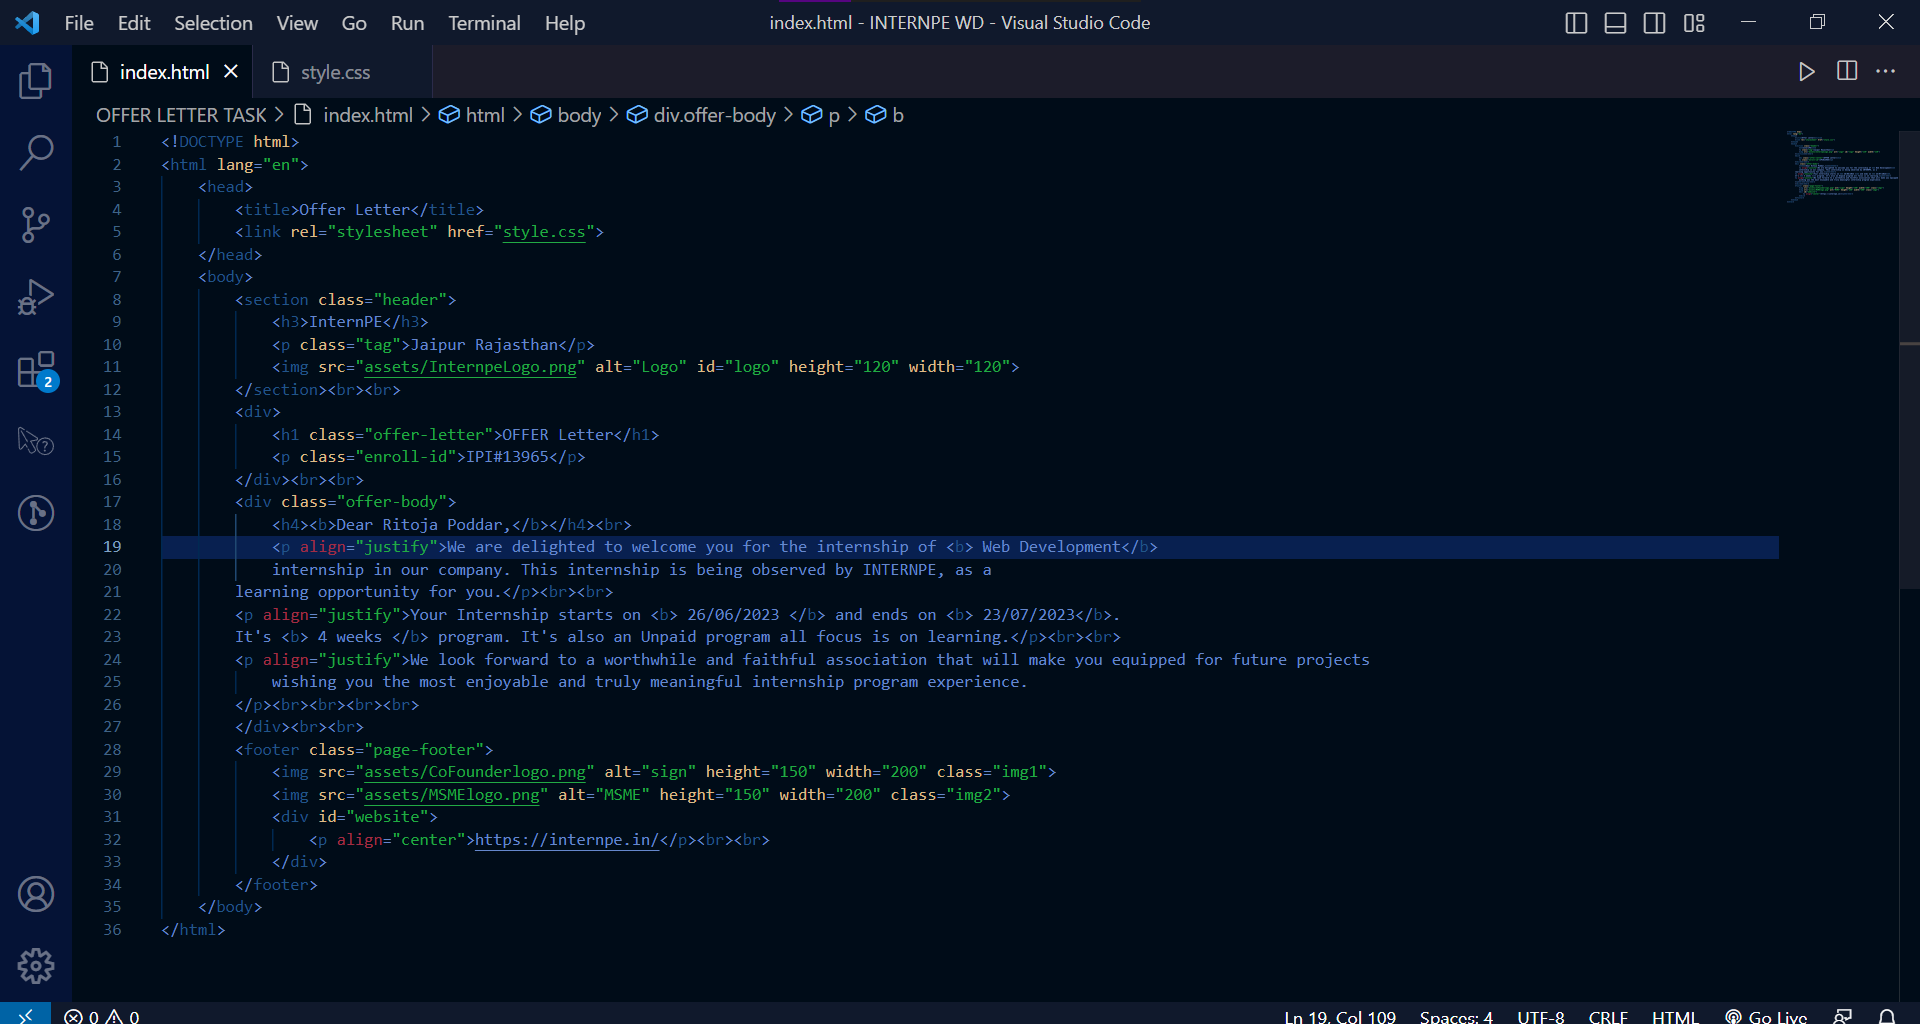 File Edit Selection View Go Run Terminal Help
index.html - INTERNPE WD - Visual Studio Code
index.html style.css
OFFER LETTER TASK > index.html > html > body > div.offer-body > p > b
1 <!DOCTYPE html>
2 <html lang="en">
3 <head>
4 <title>Offer Letter</title>
5 <link rel="stylesheet" href="style.css">
6 </head>
7 <body>
8 <section class="header">
9 <h3>InternPE</h3>
10 <p class="tag">Jaipur Rajasthan</p>
11 <img src="assets/InternpeLogo.png" alt="Logo" id="logo" height="120" width="120">
12 </section><br><br>
13 <div>
14 <h1 class="offer-letter">OFFER Letter</h1>
15 <p class="enroll-id">IPI#13965</p>
16 </div><br><br>
17 <div class="offer-body">
18 <h4><b>Dear Ritoja Poddar,</b></h4><br>
19 <p align="justify">We are delighted to welcome you for the internship of <b> Web Development</b>
20 internship in our company. This internship is being observed by INTERNPE, as a
21 learning opportunity for you.</p><br><br>
22 <p align="justify">Your Internship starts on <b> 26/06/2023 </b> and ends on <b> 23/07/2023</b>.
23 It's <b> 4 weeks </b> program. It's also an Unpaid program all focus is on learning.</p><br><br>
24 <p align="justify">We look forward to a worthwhile and faithful association that will make you equipped for future projects
25 wishing you the most enjoyable and truly meaningful internship program experience.
26 </p><br><br><br><br>
27 </div><br><br>
28 <footer class="page-footer">
29 <img src="assets/CoFounderlogo.png" alt="sign" height="150" width="200" class="img1">
30 <img src="assets/MSMElogo.png" alt="MSME" height="150" width="200" class="img2">
31 <div id="website">
32 <p align="center">https://internpe.in/</p><br><br>
33 </div>
34 </footer>
35 </body>
36 </html>
2
0 0
Ln 19, Col 109 Spaces: 4 UTF-8 CRLF HTML Go Live